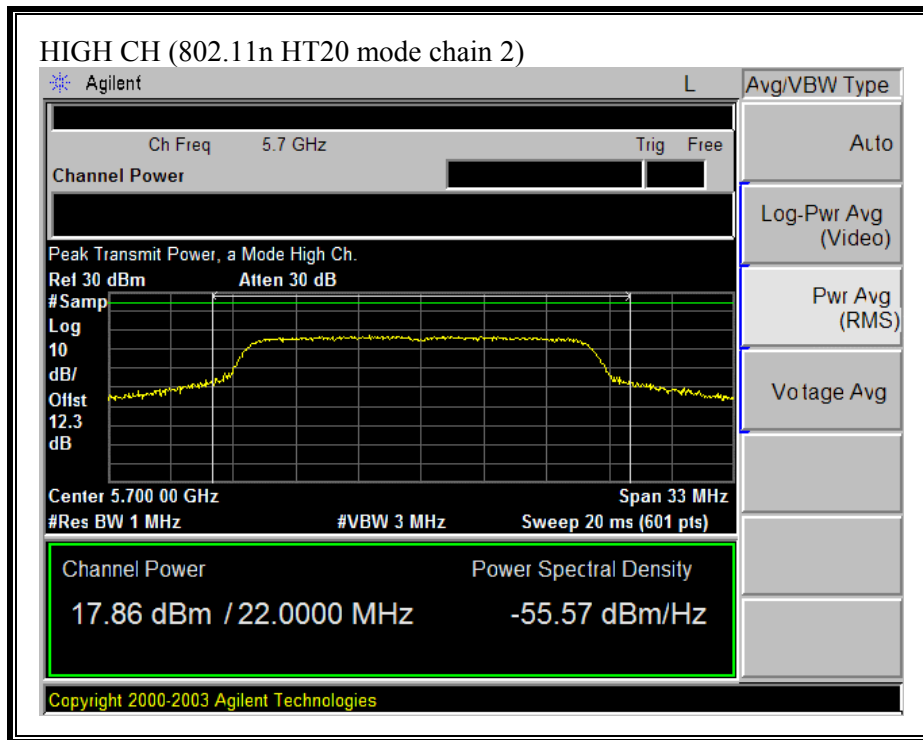 HIGH CH (802.11n HT20 mode chain 2)
Agilent L Avg/VBW Type
Ch Freq 5.7 GHz Trig Free
Channel Power
Auto
Log-Pwr Avg
(Video)
Pwr Avg
(RMS)
Votage Avg
Peak Transmit Power, a Mode High Ch.
Ref 30 dBm Atten 30 dB
#Samp
Log
10
dB/
Offst
12.3
dB
Center 5.700 00 GHz Span 33 MHz
#Res BW 1 MHz #VBW 3 MHz Sweep 20 ms (601 pts)
Channel Power Power Spectral Density
17.86 dBm / 22.0000 MHz -55.57 dBm/Hz
Copyright 2000-2003 Agilent Technologies